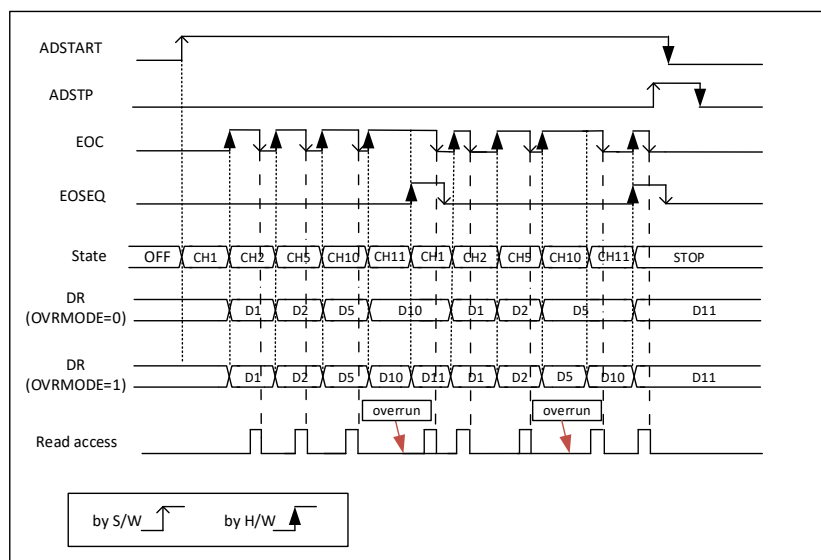 ADSTART
ADSTP
EOC
EOSEQ
State OFF CH1 CH2 CH5 CH10 CH11 CH1 CH2 CH5 CH10 CH11 STOP
DR
(OVRMODE=0) D1 D2 D5 D10 D1 D2 D5 D11
DR
(OVRMODE=1) D1 D2 D5 D10 D11 D1 D2 D5 D10 D11
overrun overrun
Read access
by S/W by H/W